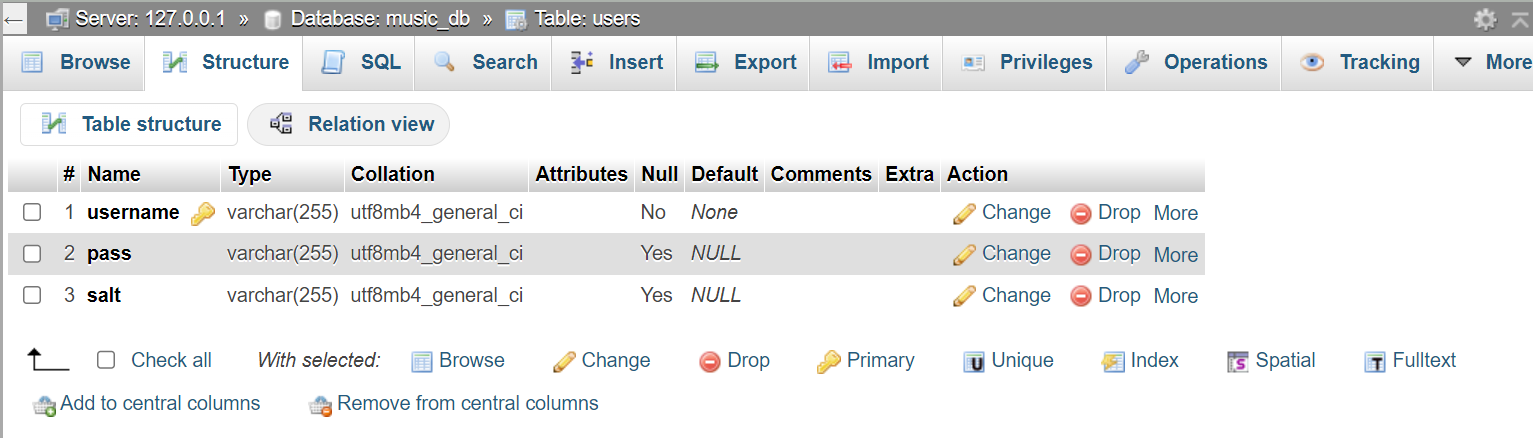 Server: 127.0.0.1 » Database: music_db » Table: users
Browse Structure SQL Search Insert Export Import Privileges Operations Tracking More
Table structure Relation view
# Name Type Collation Attributes Null Default Comments Extra Action
1 username varchar(255) utf8mb4_general_ci No None Change Drop More
2 pass varchar(255) utf8mb4_general_ci Yes NULL Change Drop More
3 salt varchar(255) utf8mb4_general_ci Yes NULL Change Drop More
Check all With selected: Browse Change Drop Primary Unique Index Spatial Fulltext
Add to central columns Remove from central columns